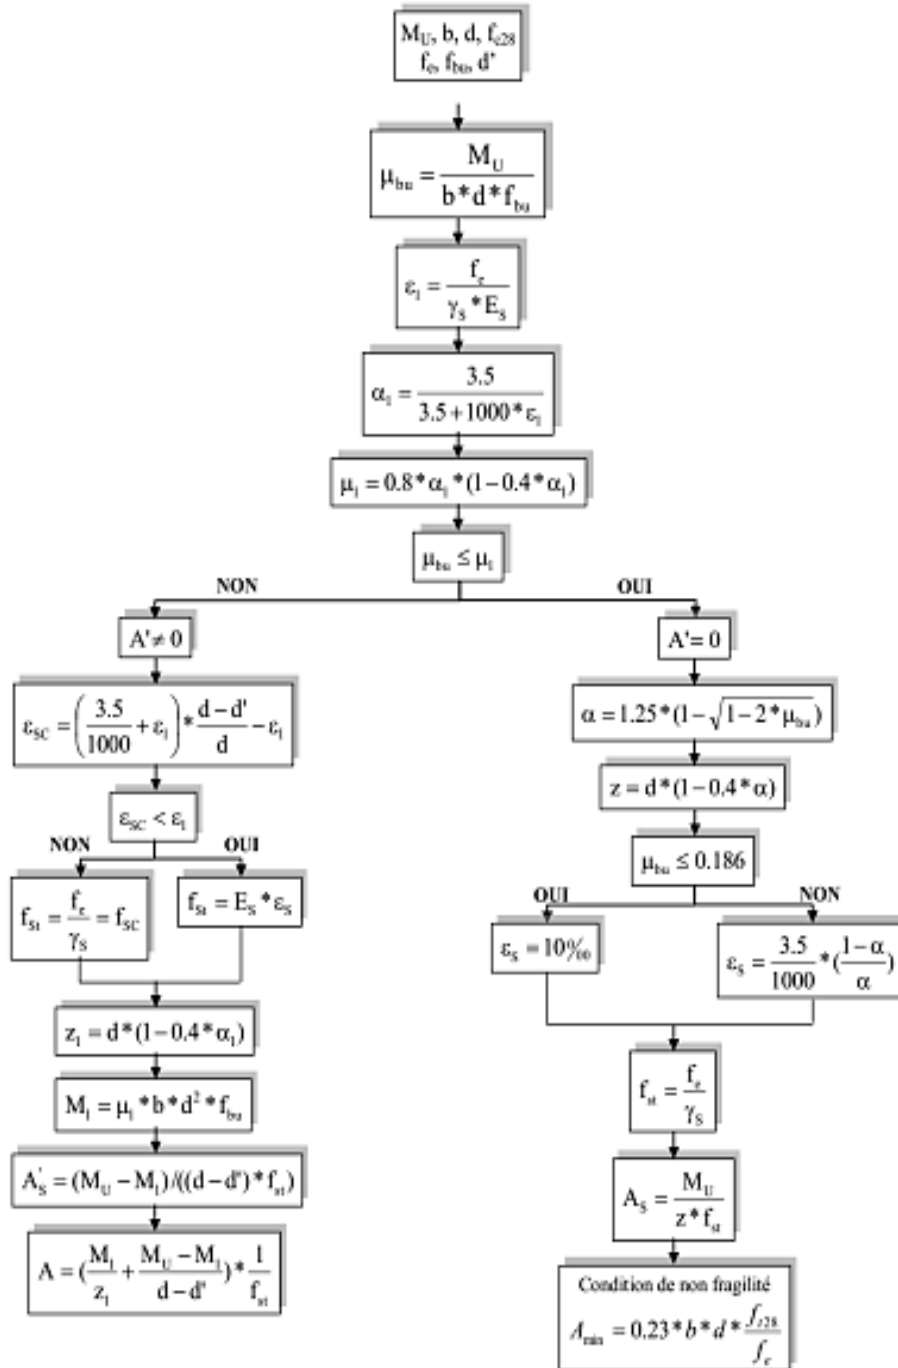 M_U, b, d, f_c28
f_e, f_bu, d'
μ_bu = M_U / (b * d * f_bu)
ε_l = f_e / (γ_S * E_S)
α_l = 3.5 / (3.5 + 1000 * ε_l)
μ_l = 0.8 * α_l * (1 - 0.4 * α_l)
μ_bu ≤ μ_l
NON
OUI
A' ≠ 0
A' = 0
ε_SC = (3.5 / 1000 + ε_l) * (d - d') / d - ε_l
α = 1.25 * (1 - √(1 - 2 * μ_bu))
z = d * (1 - 0.4 * α)
ε_SC < ε_l
μ_bu ≤ 0.186
NON
OUI
f_St = f_e / γ_S = f_SC
f_St = E_S * ε_S
OUI
NON
ε_S = 10‰
ε_S = 3.5 / 1000 * ((1 - α) / α)
z_l = d * (1 - 0.4 * α_l)
M_l = μ_l * b * d² * f_bu
f_st = f_e / γ_S
A'_S = (M_U - M_l) / ((d - d') * f_st)
A_S = M_U / (z * f_st)
A = (M_l / z_l + (M_U - M_l) / (d - d')) * 1 / f_st
Condition de non fragilité
A_min = 0.23 * b * d * f_t28 / f_e